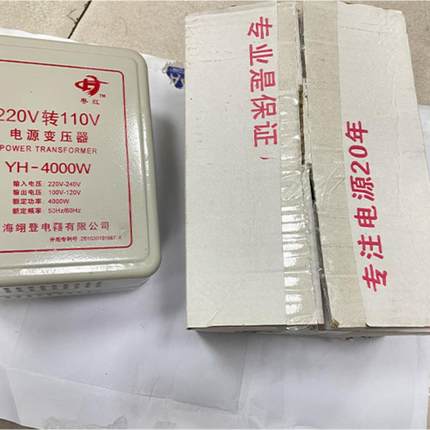 粤红
220V转110V
电源变压器
POWER TRANSFORMER
YH-4000W
输入电压: 220V-240V
输出电压: 100V-120V
额定功率: 4000W
额定频率: 50Hz/60Hz
海翊登电器有限公司
专业是保证,
专注电源20年